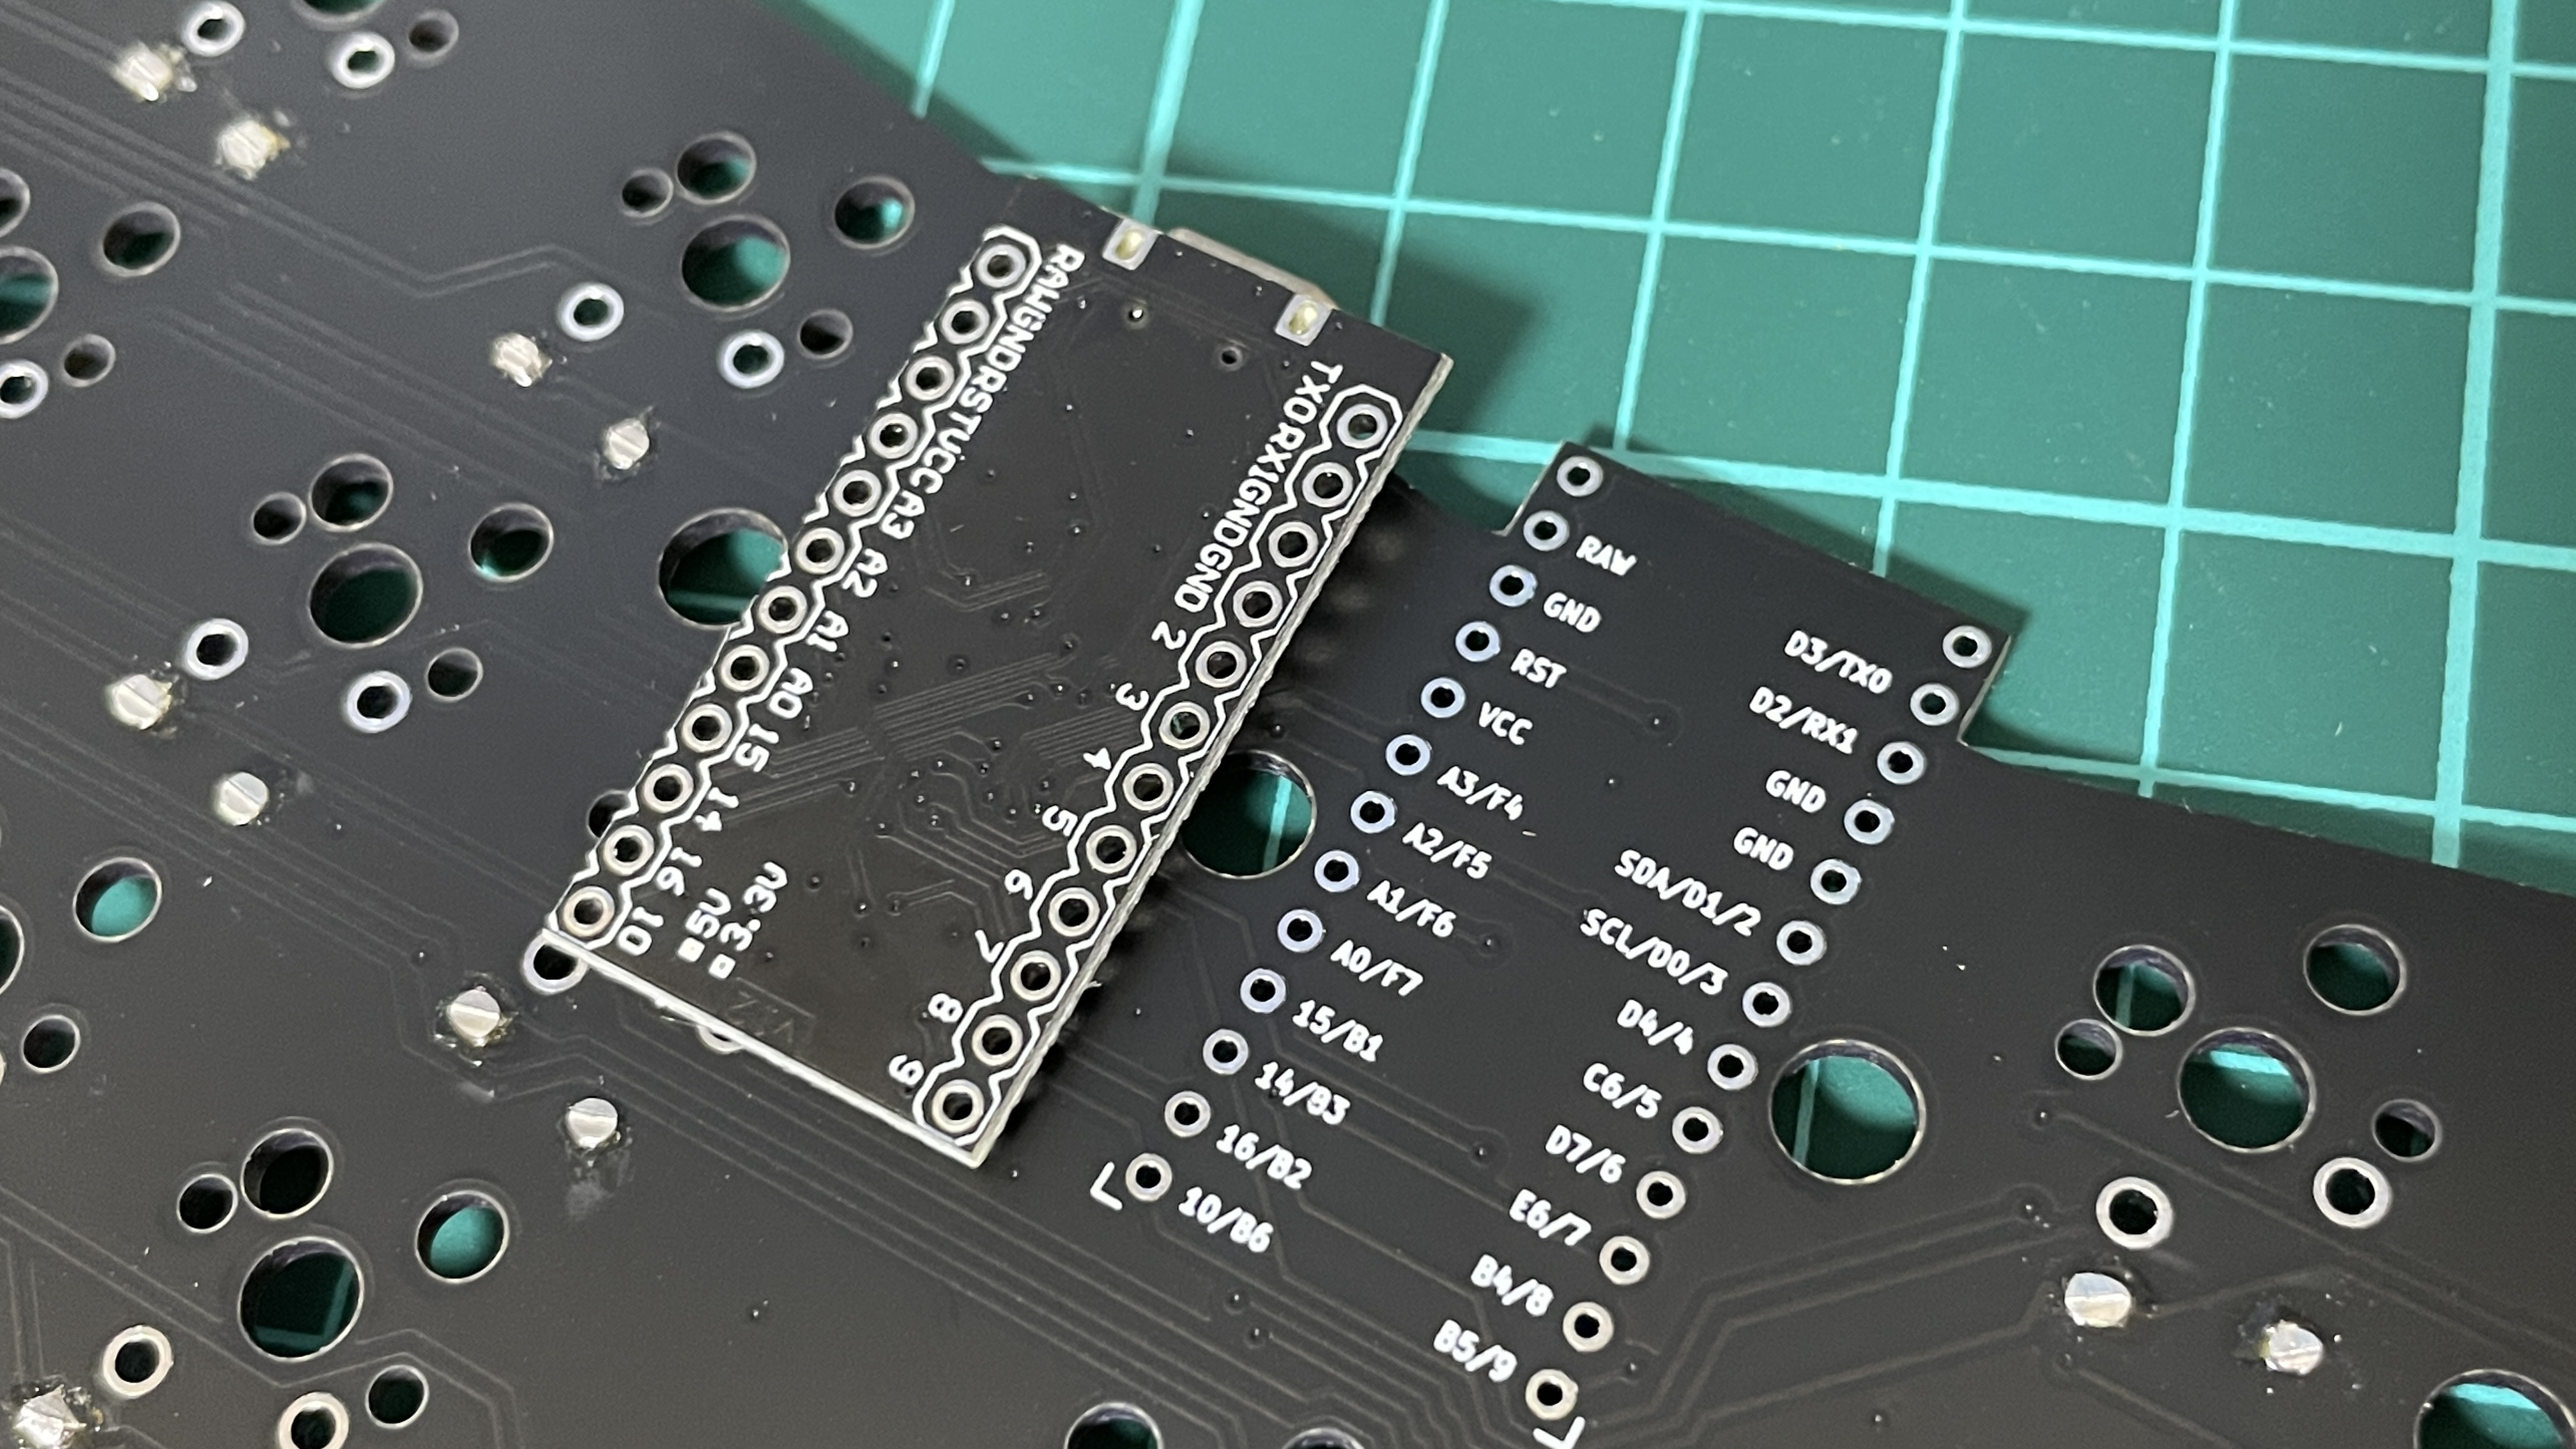 RAW
GND
RST
VCC
A3
A2
A1
A0
15
14
16
10
5V
3.3V
TX0
RX1
GND
GND
2
3
4
5
6
7
8
9
RAW
GND
RST
VCC
A3/F4
A2/F5
A1/F6
A0/F7
15/B1
14/B3
16/B2
10/B6
D3/TX0
D2/RX1
GND
GND
SDA/D1/2
SCL/D0/3
D4/4
C6/5
D7/6
E6/7
B4/8
B5/9